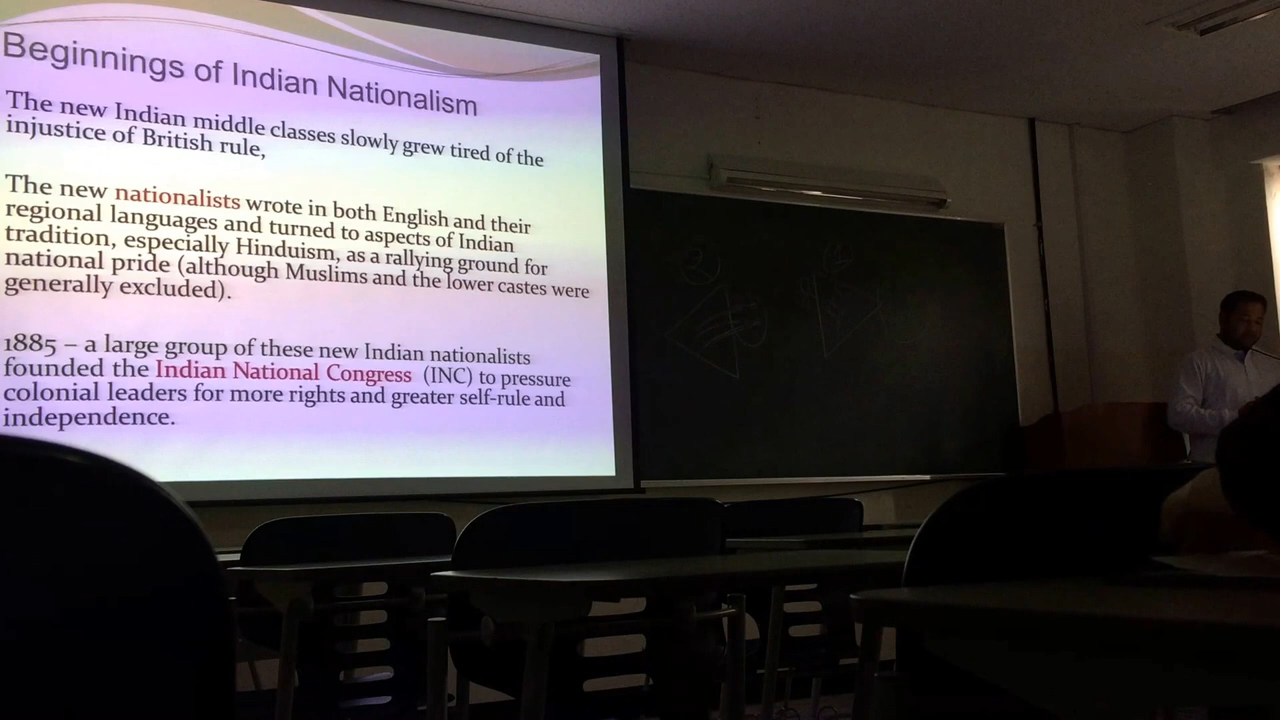 Beginnings of Indian Nationalism
The new Indian middle classes slowly grew tired of the
injustice of British rule,
The new nationalists wrote in both English and their
regional languages and turned to aspects of Indian
tradition, especially Hinduism, as a rallying ground for
national pride (although Muslims and the lower castes were
generally excluded).
1885 – a large group of these new Indian nationalists
founded the Indian National Congress (INC) to pressure
colonial leaders for more rights and greater self-rule and
independence.
2